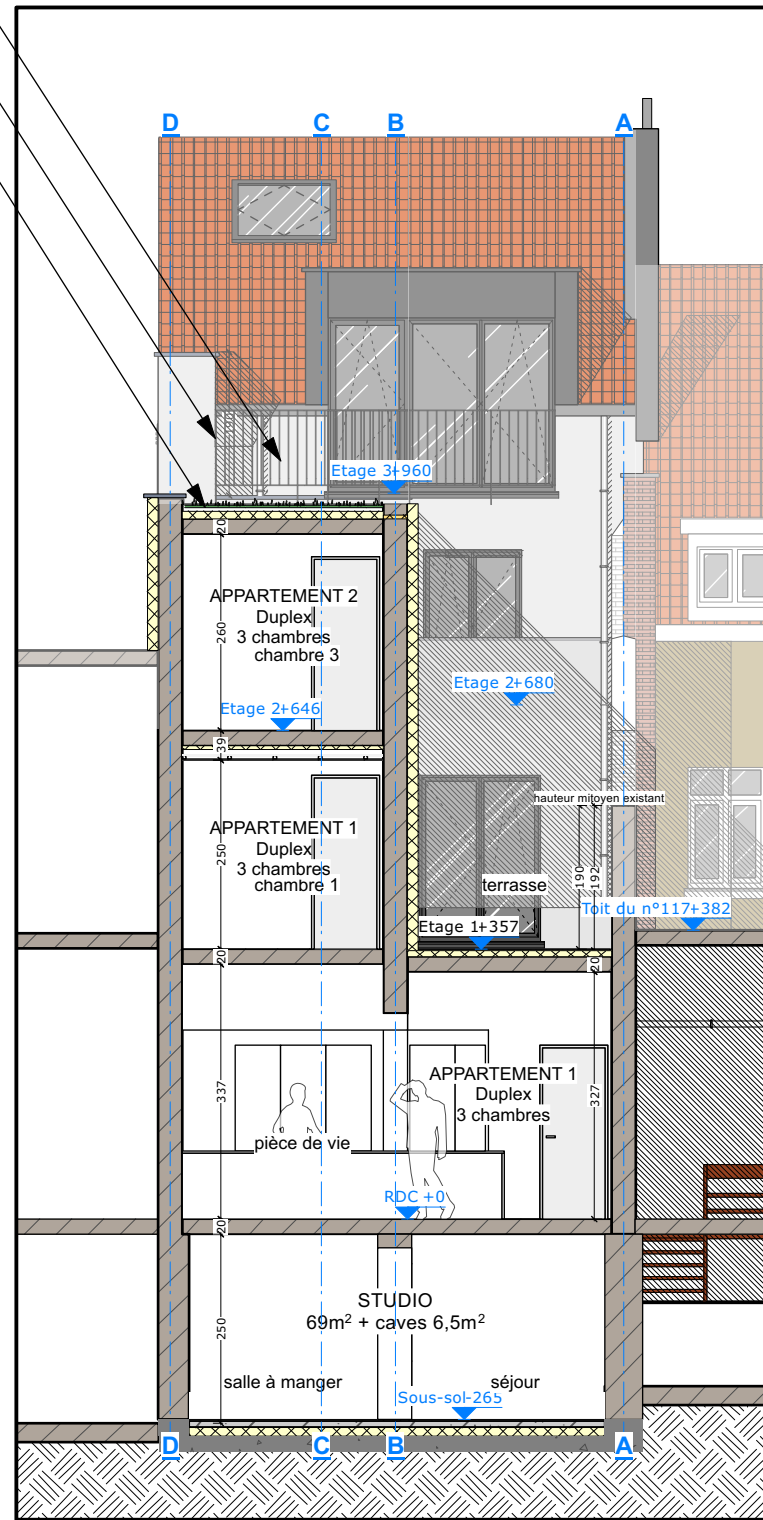 D
C
B
A
Etage 3+960
20
APPARTEMENT 2
Duplex
3 chambres
chambre 3
260
Etage 2+646
Etage 2+680
39
hauteur mitoyen existant
APPARTEMENT 1
Duplex
3 chambres
chambre 1
250
190
192
terrasse
Toit du n°117+382
Etage 1+357
20
20
APPARTEMENT 1
Duplex
3 chambres
337
327
pièce de vie
RDC +0
20
STUDIO
69m² + caves 6,5m²
250
salle à manger
séjour
Sous-sol-265
D
C
B
A